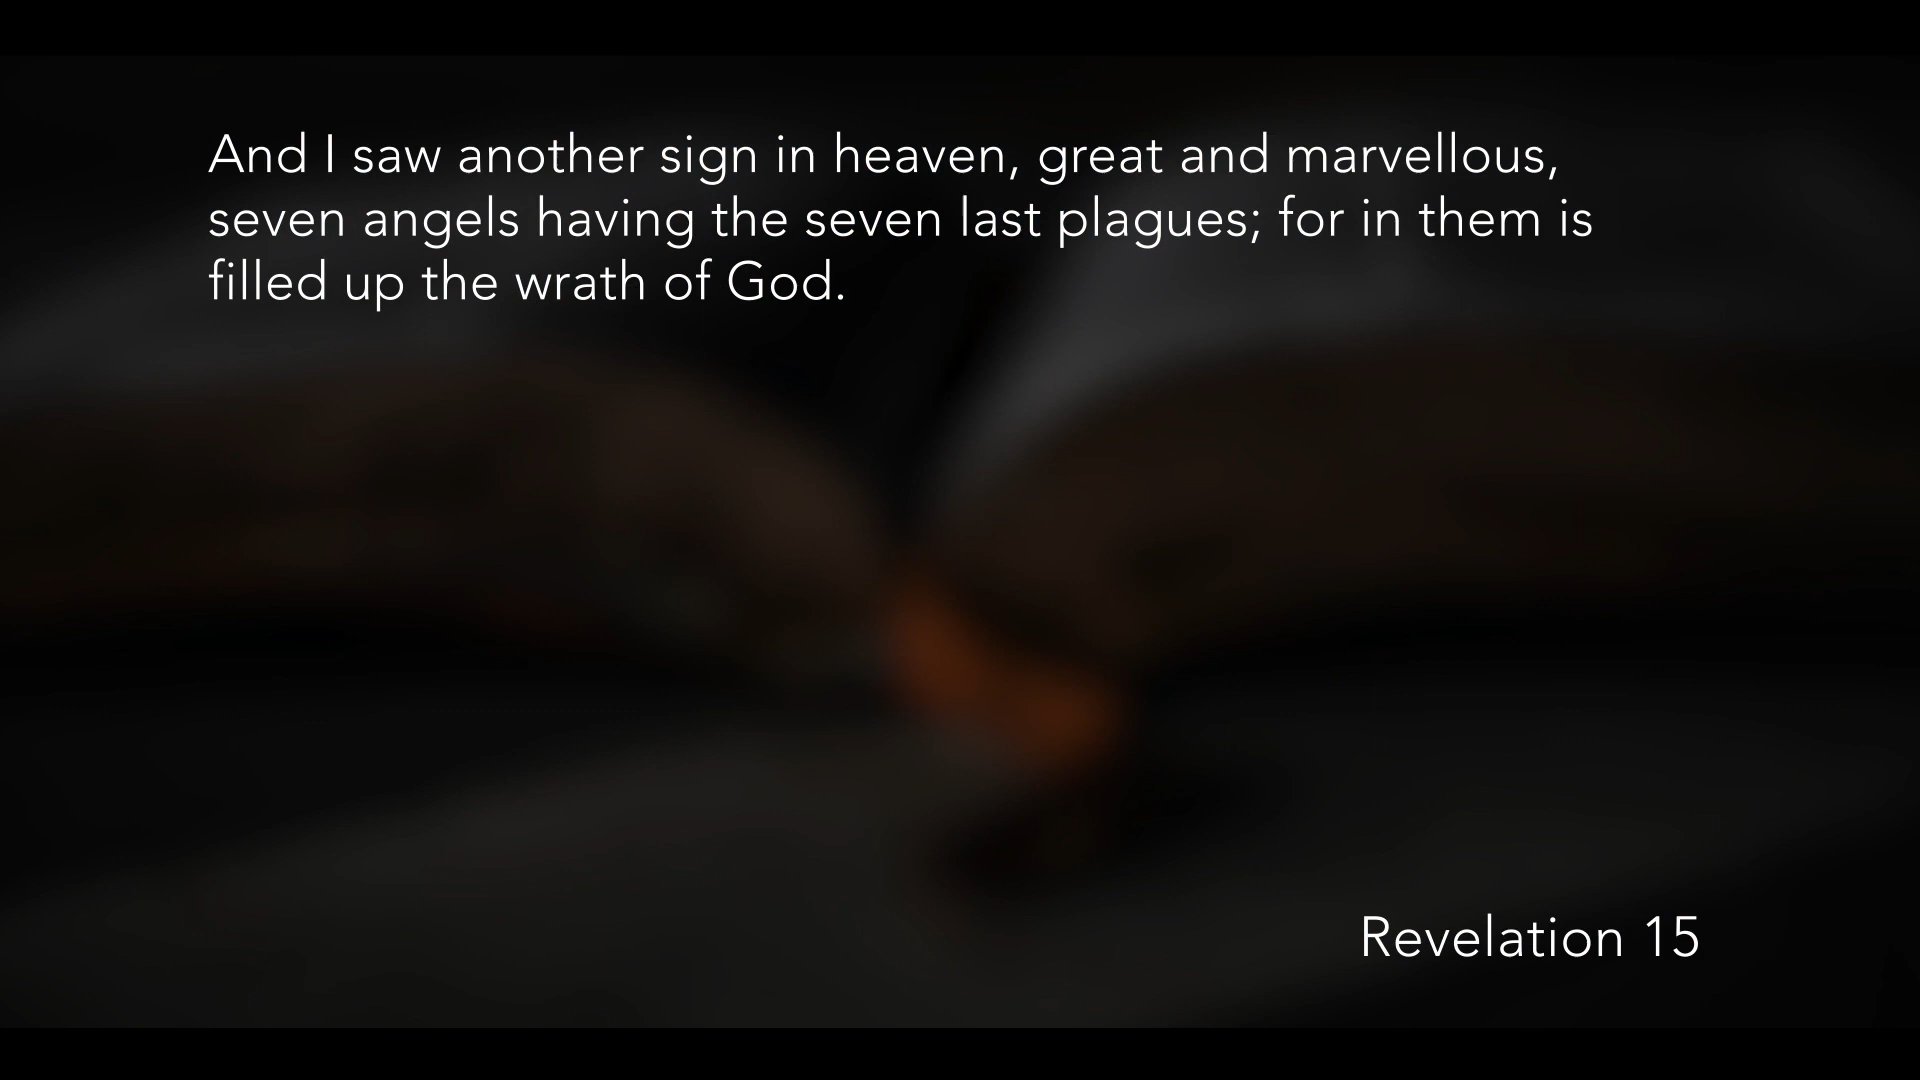 And I saw another sign in heaven, great and marvellous,
seven angels having the seven last plagues; for in them is
filled up the wrath of God.
Revelation 15